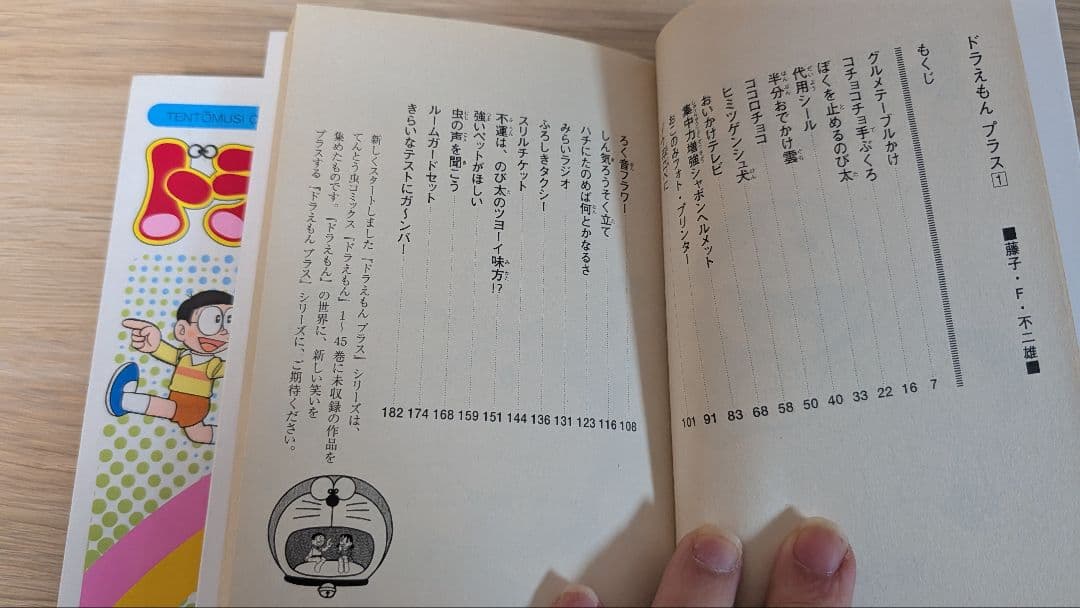 ドラえもん プラス 1
■藤子・F・不二雄■
もくじ
グルメテーブルかけ 7
コチョコチョ手ぶくろ 16
ぼくを止めるのび太 22
代用シール 33
半分おでかけ雲 40
ココロチョコ 50
ヒミツゲンシュ犬 58
おいかけテレビ 68
集中力増強シャボンヘルメット 83
おこのみフォト・プリンター 91
101
ろく音フラワー 108
しん気ろうそく立て 116
ハチにたのめば何とかなるさ 123
みらいラジオ 131
ふろしきタクシー 136
スリルチケット 144
不運は、のび太のツヨーイ味方!? 151
強いペットがほしい 159
虫の声を聞こう 168
ルームガードセット 174
きらいなテストにガ〜ンバー 182
新しくスタートしました『ドラえもん プラス』シリーズは、
てんとう虫コミックス『ドラえもん』1〜45巻に未収録の作品を
集めたものです。『ドラえもん』の世界に、新しい笑いを
プラスする『ドラえもん プラス』シリーズに、ご期待ください。
TENTŌMUSI
ドラ